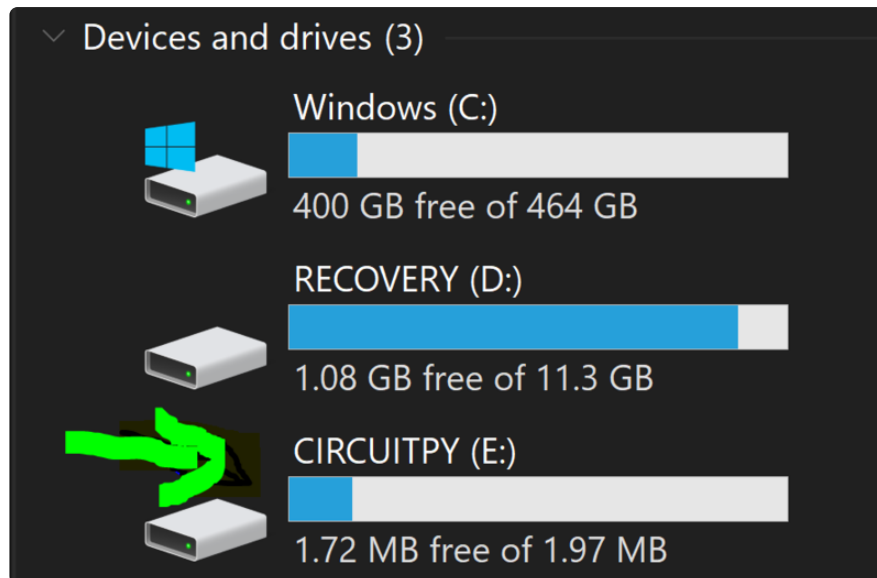 Devices and drives (3)
Windows (C:)
400 GB free of 464 GB
RECOVERY (D:)
1.08 GB free of 11.3 GB
CIRCUITPY (E:)
1.72 MB free of 1.97 MB